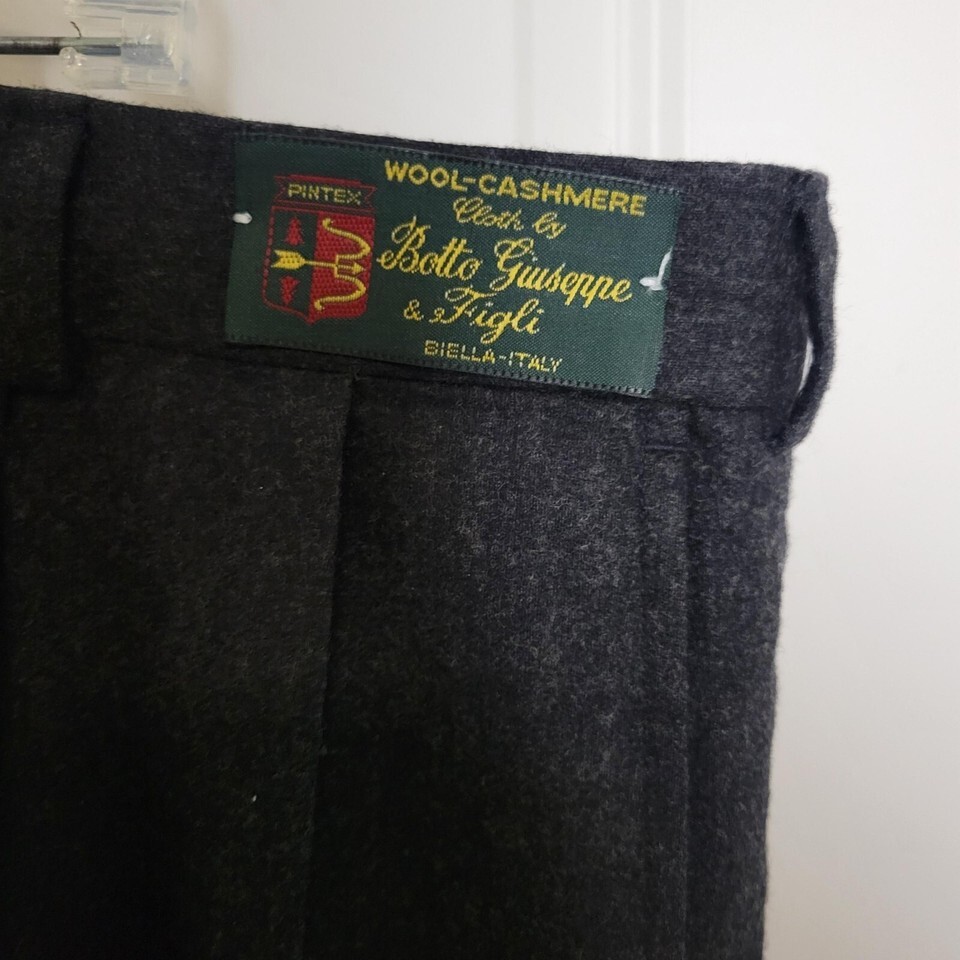 PINTEX
WOOL-CASHMERE
Cloth by
Botto Giuseppe
& Figli
BIELLA-ITALY